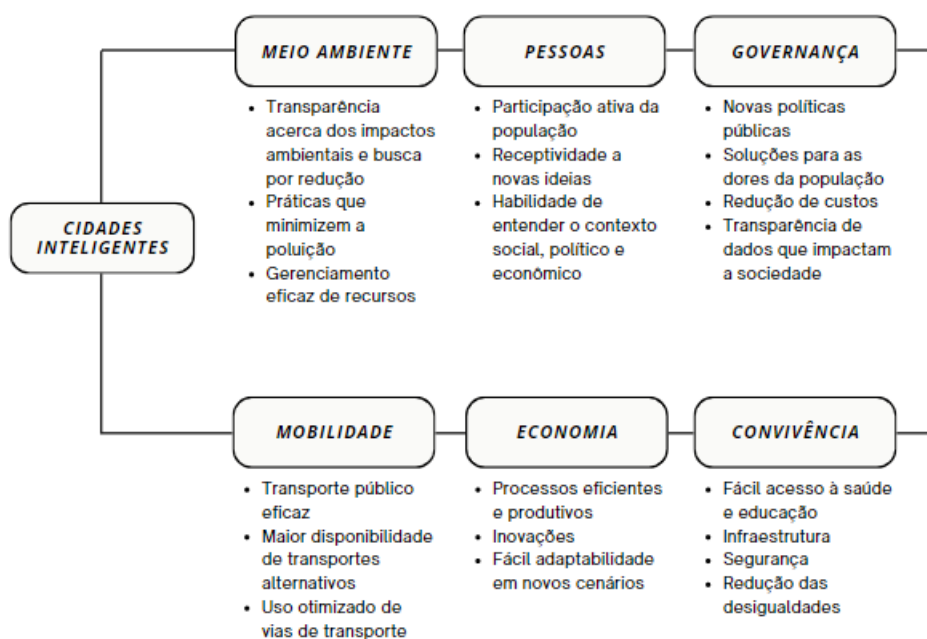 CIDADES
INTELIGENTES
MEIO AMBIENTE
• Transparência
acerca dos impactos
ambientais e busca
por redução
• Práticas que
minimizem a
poluição
• Gerenciamento
eficaz de recursos
PESSOAS
• Participação ativa da
população
• Receptividade a
novas ideias
• Habilidade de
entender o contexto
social, político e
econômico
GOVERNANÇA
• Novas políticas
públicas
• Soluções para as
dores da população
• Redução de custos
• Transparência de
dados que impactam
a sociedade
MOBILIDADE
• Transporte público
eficaz
• Maior disponibilidade
de transportes
alternativos
• Uso otimizado de
vias de transporte
ECONOMIA
• Processos eficientes
e produtivos
• Inovações
• Fácil adaptabilidade
em novos cenários
CONVIVÊNCIA
• Fácil acesso à saúde
e educação
• Infraestrutura
• Segurança
• Redução das
desigualdades